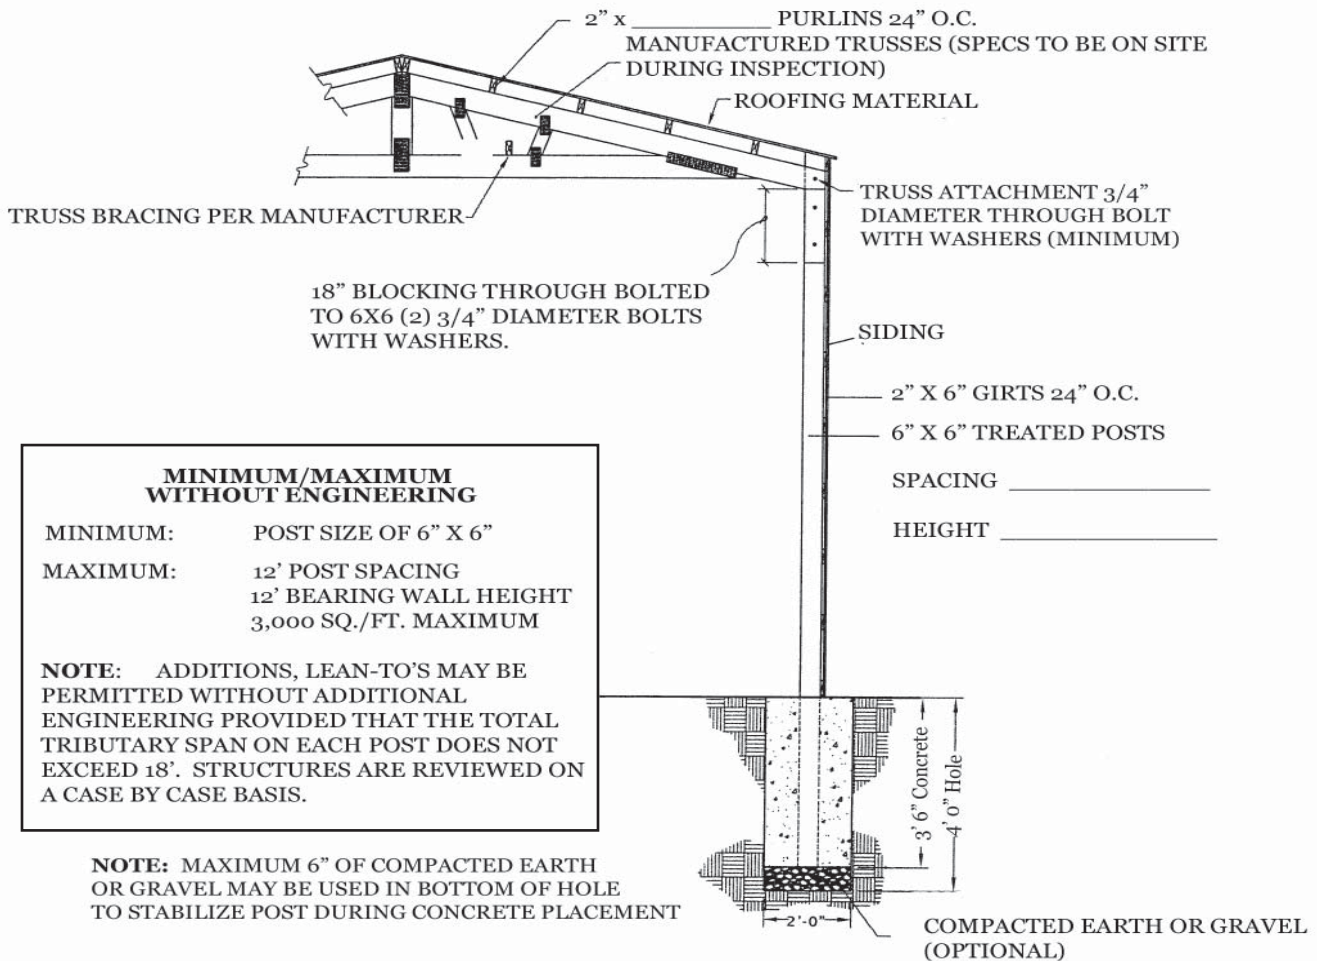 2” x ____________ PURLINS 24” O.C.
MANUFACTURED TRUSSES (SPECS TO BE ON SITE
DURING INSPECTION)
ROOFING MATERIAL
TRUSS ATTACHMENT 3/4”
DIAMETER THROUGH BOLT
WITH WASHERS (MINIMUM)
TRUSS BRACING PER MANUFACTURER
18” BLOCKING THROUGH BOLTED
TO 6X6 (2) 3/4” DIAMETER BOLTS
WITH WASHERS.
SIDING
2” X 6” GIRTS 24” O.C.
6” X 6” TREATED POSTS
SPACING _________________
HEIGHT __________________
MINIMUM/MAXIMUM
WITHOUT ENGINEERING
MINIMUM: POST SIZE OF 6” X 6”
MAXIMUM: 12’ POST SPACING
12’ BEARING WALL HEIGHT
3,000 SQ./FT. MAXIMUM
NOTE: ADDITIONS, LEAN-TO’S MAY BE
PERMITTED WITHOUT ADDITIONAL
ENGINEERING PROVIDED THAT THE TOTAL
TRIBUTARY SPAN ON EACH POST DOES NOT
EXCEED 18’. STRUCTURES ARE REVIEWED ON
A CASE BY CASE BASIS.
3’ 6” Concrete
4’ 0” Hole
NOTE: MAXIMUM 6” OF COMPACTED EARTH
OR GRAVEL MAY BE USED IN BOTTOM OF HOLE
TO STABILIZE POST DURING CONCRETE PLACEMENT
2’-0”
COMPACTED EARTH OR GRAVEL
(OPTIONAL)